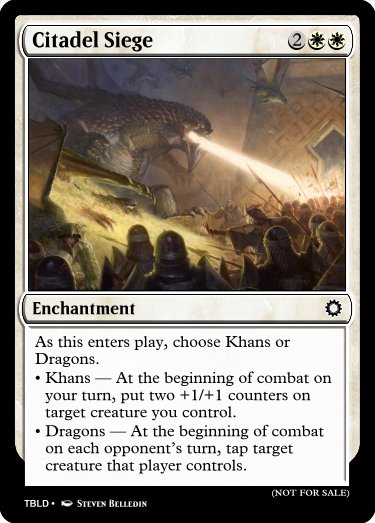 Citadel Siege 2
Enchantment
As this enters play, choose Khans or
Dragons.
• Khans — At the beginning of combat on
your turn, put two +1/+1 counters on
target creature you control.
• Dragons — At the beginning of combat
on each opponent's turn, tap target
creature that player controls.
(NOT FOR SALE)
TBLD • Steven Belledin